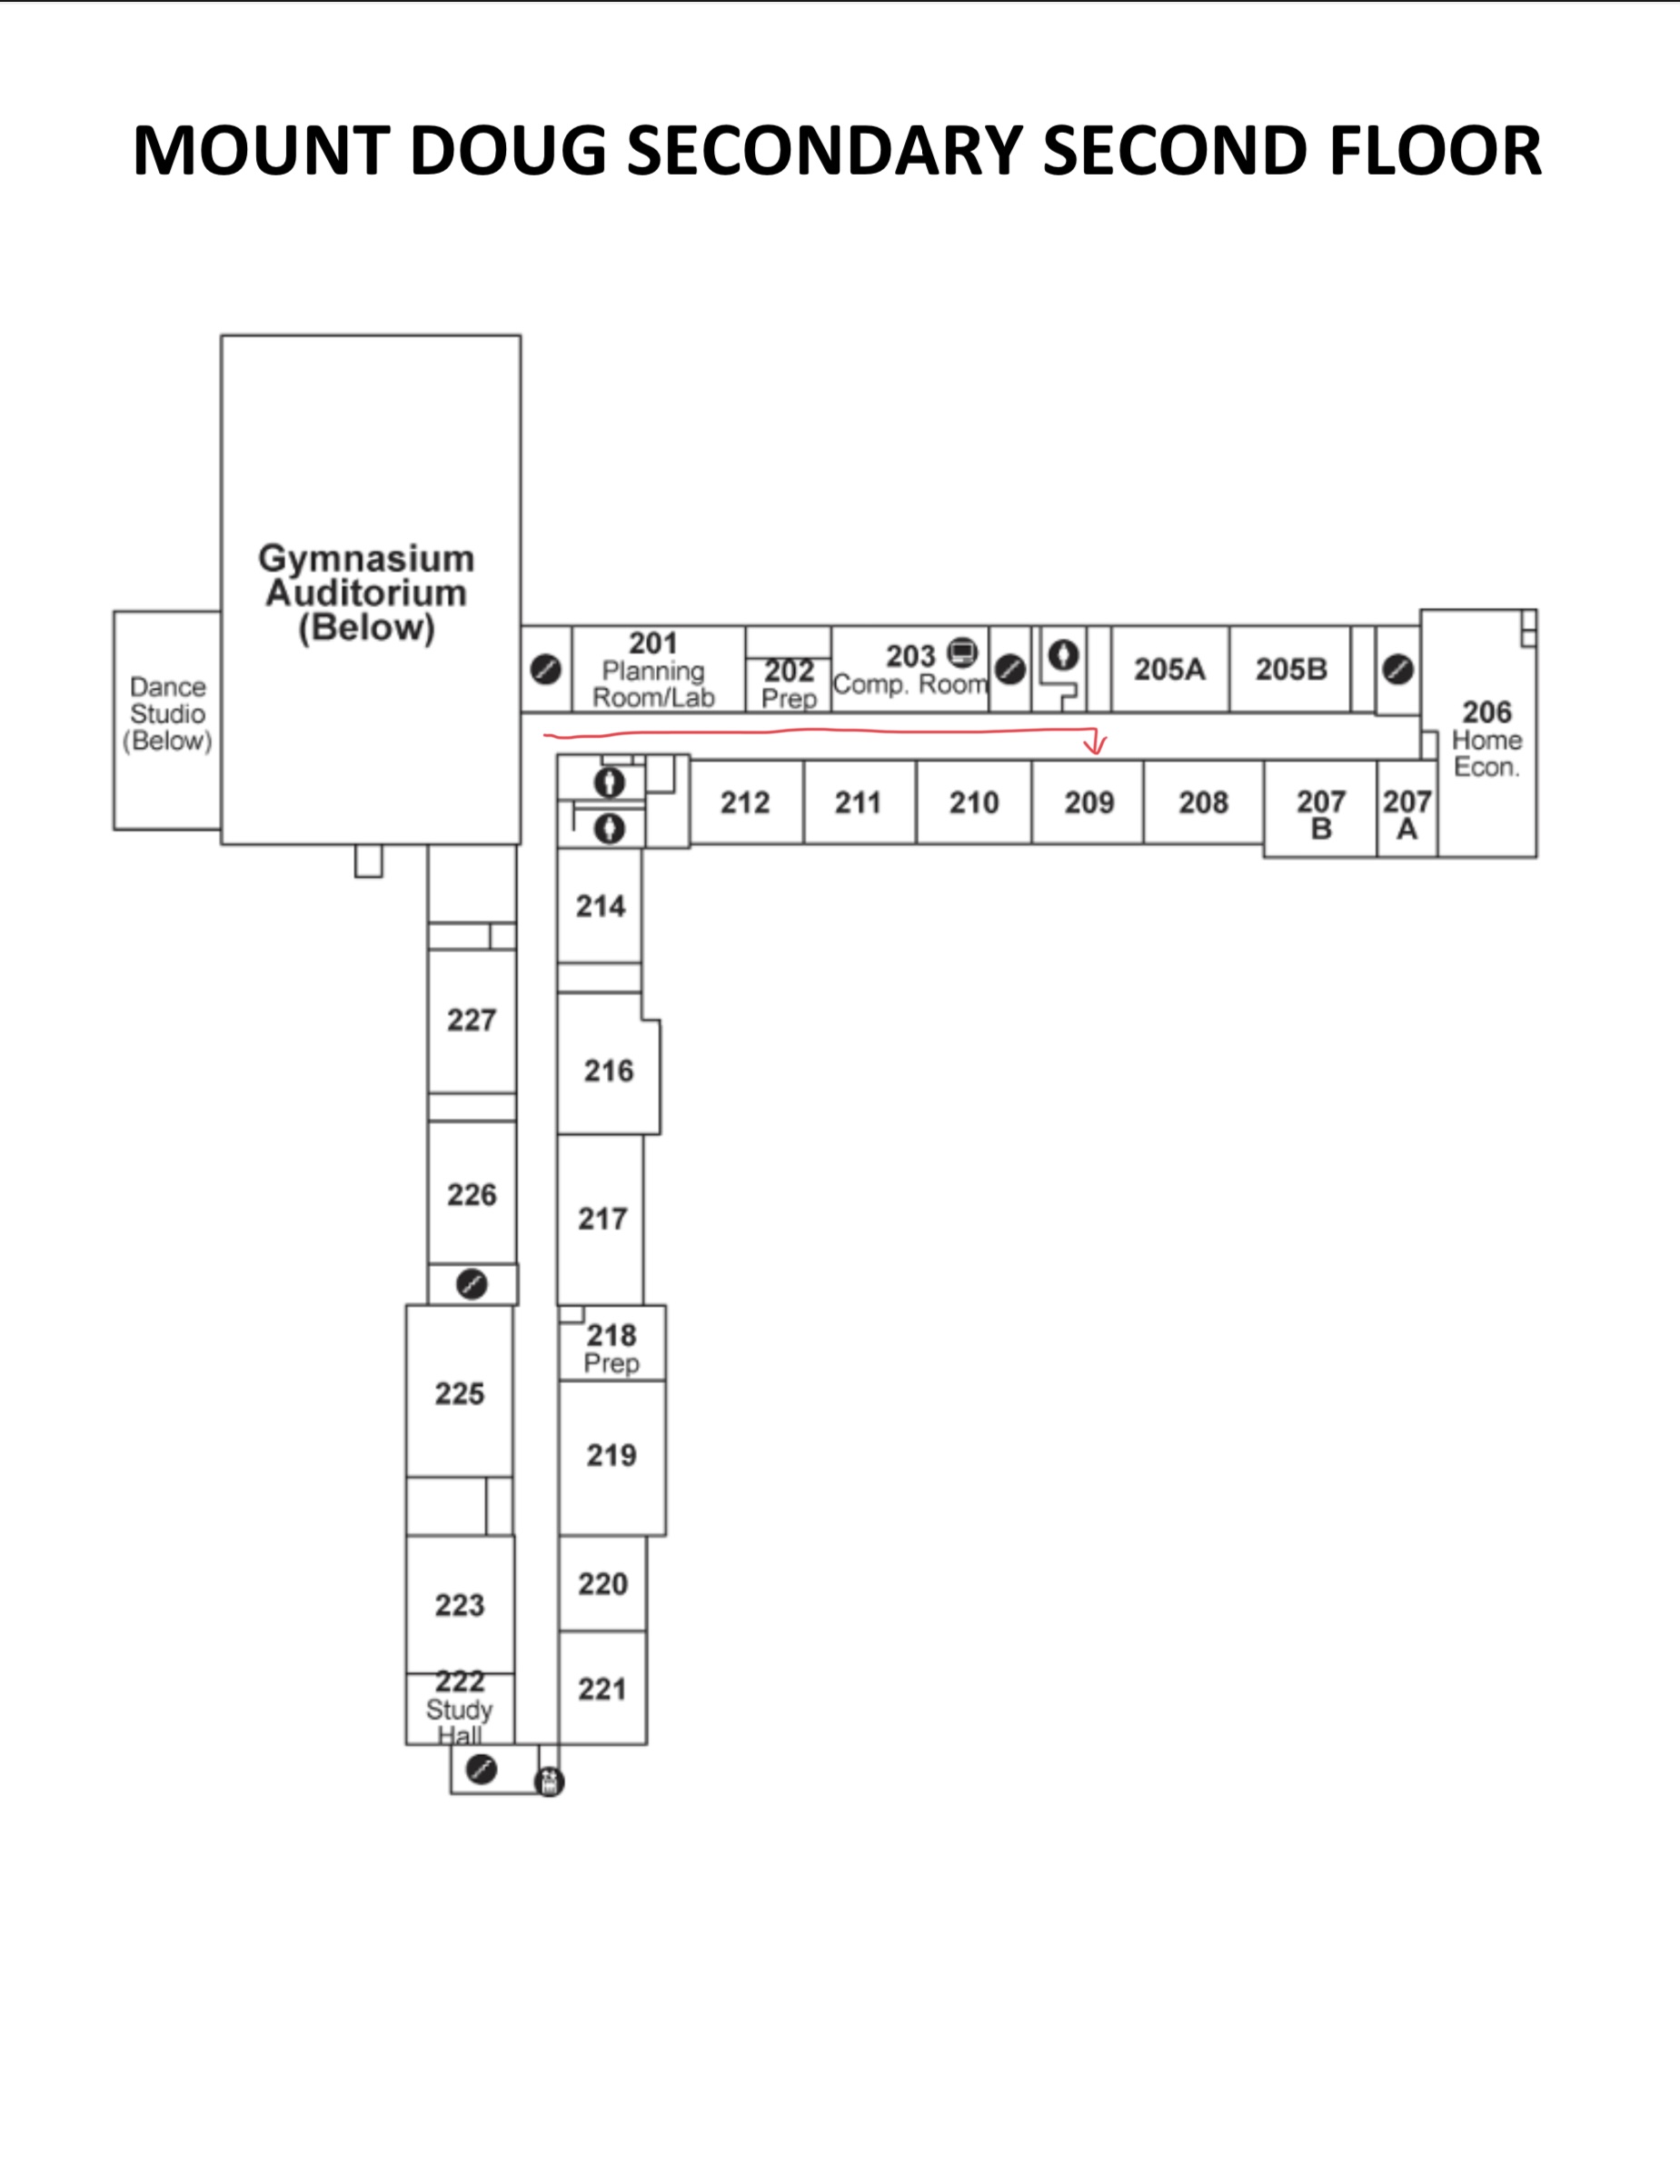 MOUNT DOUG SECONDARY SECOND FLOOR
Gymnasium
Auditorium
(Below)
Dance
Studio
(Below)
201
Planning
Room/Lab
202
Prep
203
Comp. Room
205A
205B
206
Home
Econ.
212
211
210
209
208
207
B
207
A
214
227
216
226
217
218
Prep
225
219
220
223
222
Study
Hall
221